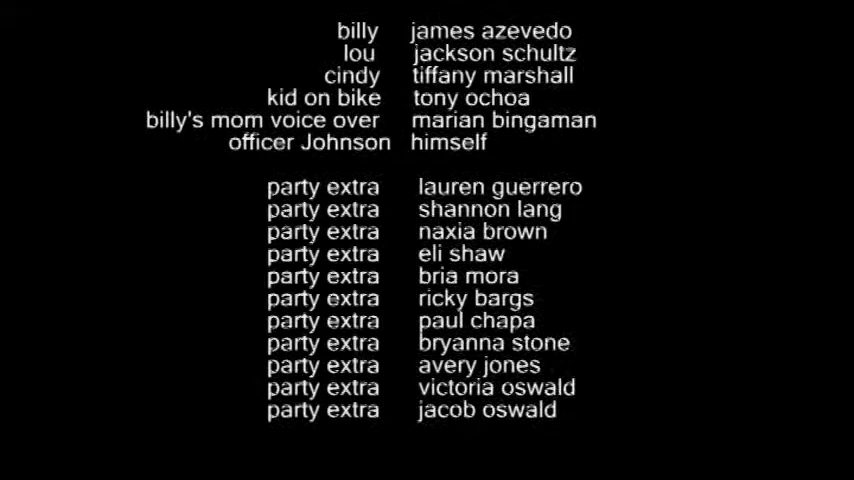 billy james azevedo
lou jackson schultz
cindy tiffany marshall
kid on bike tony ochoa
billy's mom voice over marian bingaman
officer Johnson himself
party extra lauren guerrero
party extra shannon lang
party extra naxia brown
party extra eli shaw
party extra bria mora
party extra ricky bargs
party extra paul chapa
party extra bryanna stone
party extra avery jones
party extra victoria oswald
party extra jacob oswald